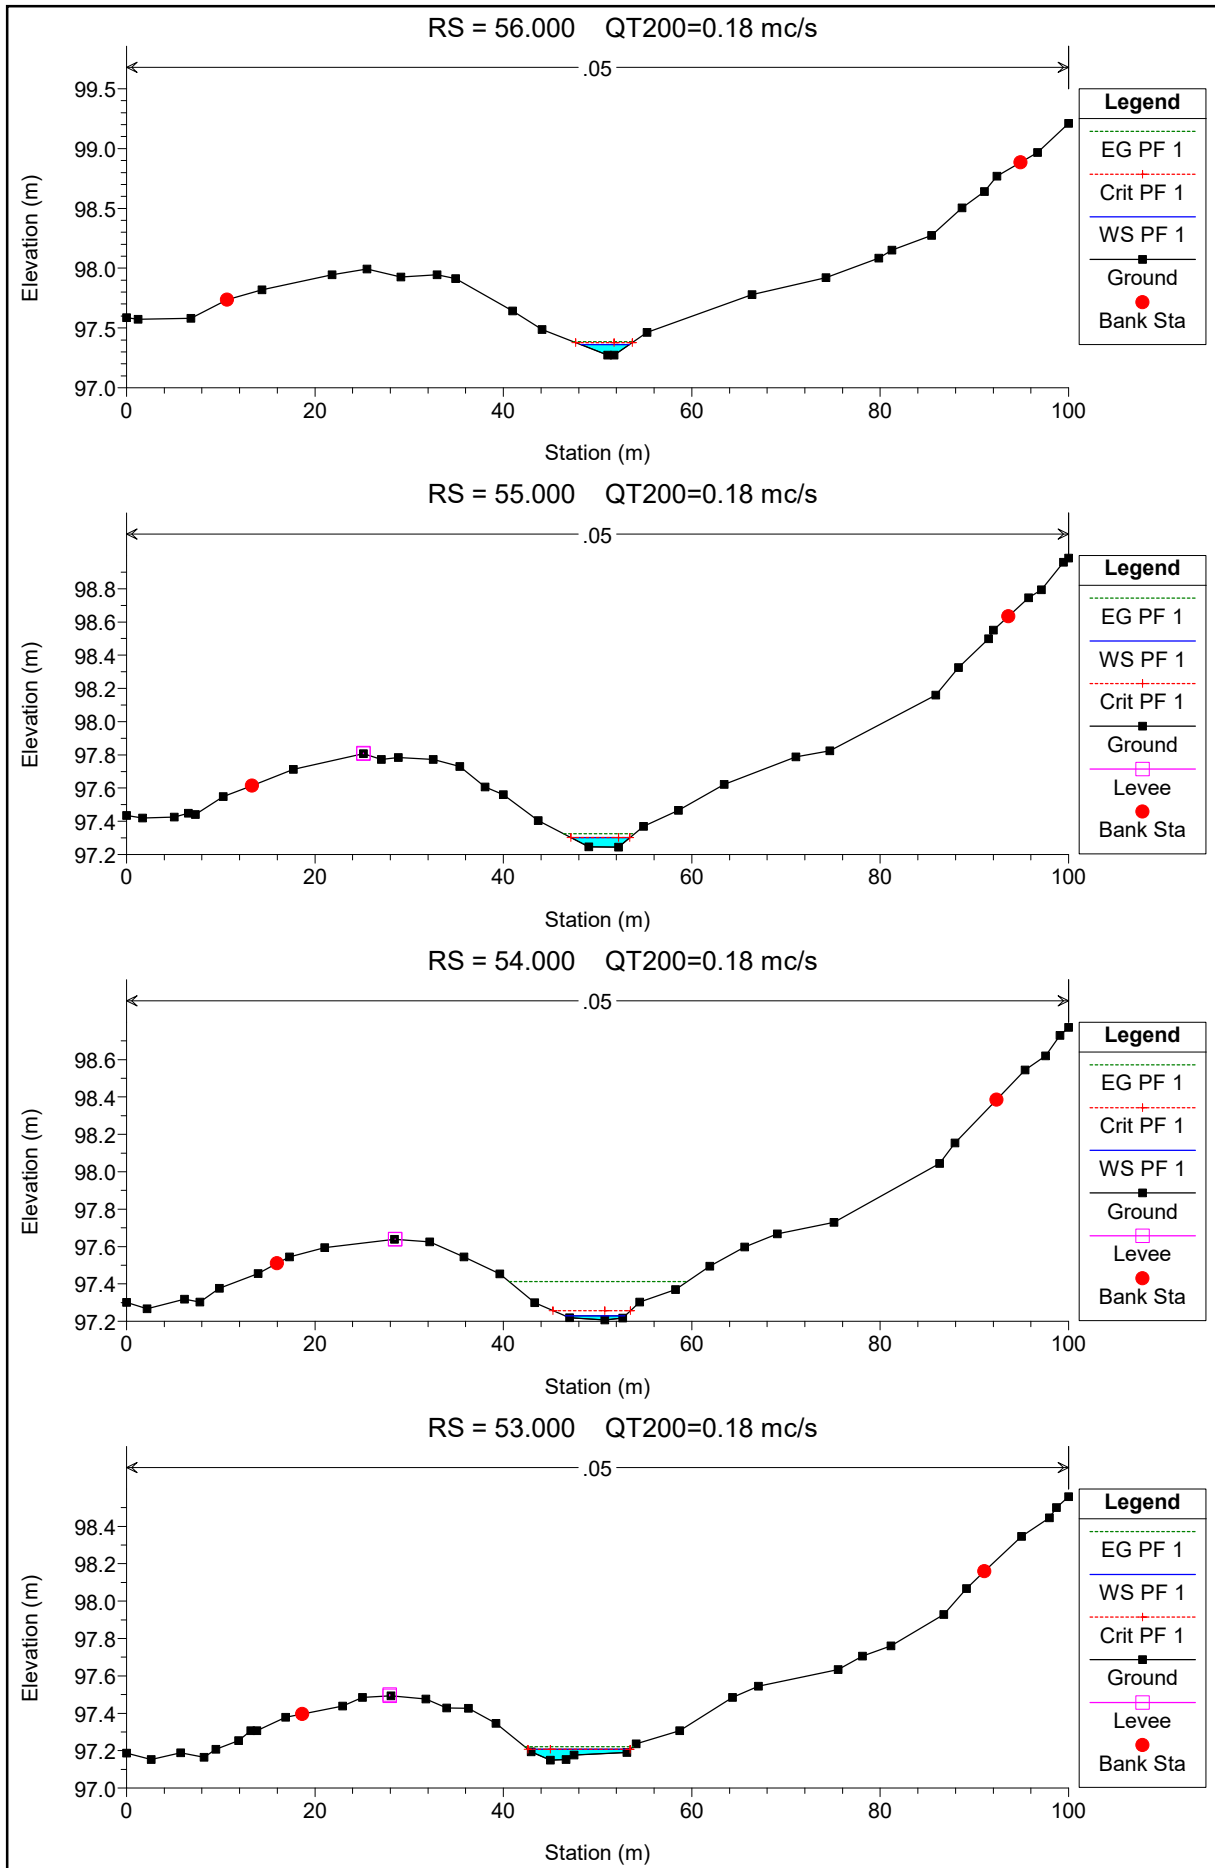 RS = 56.000 QT200=0.18 mc/s
.05
Elevation (m)
99.5
99.0
98.5
98.0
97.5
97.0
0 20 40 60 80 100
Station (m)
Legend
EG PF 1
Crit PF 1
WS PF 1
Ground
Bank Sta
RS = 55.000 QT200=0.18 mc/s
.05
Elevation (m)
98.8
98.6
98.4
98.2
98.0
97.8
97.6
97.4
97.2
0 20 40 60 80 100
Station (m)
Legend
EG PF 1
WS PF 1
Crit PF 1
Ground
Levee
Bank Sta
RS = 54.000 QT200=0.18 mc/s
.05
Elevation (m)
98.6
98.4
98.2
98.0
97.8
97.6
97.4
97.2
0 20 40 60 80 100
Station (m)
Legend
EG PF 1
Crit PF 1
WS PF 1
Ground
Levee
Bank Sta
RS = 53.000 QT200=0.18 mc/s
.05
Elevation (m)
98.4
98.2
98.0
97.8
97.6
97.4
97.2
97.0
0 20 40 60 80 100
Station (m)
Legend
EG PF 1
WS PF 1
Crit PF 1
Ground
Levee
Bank Sta